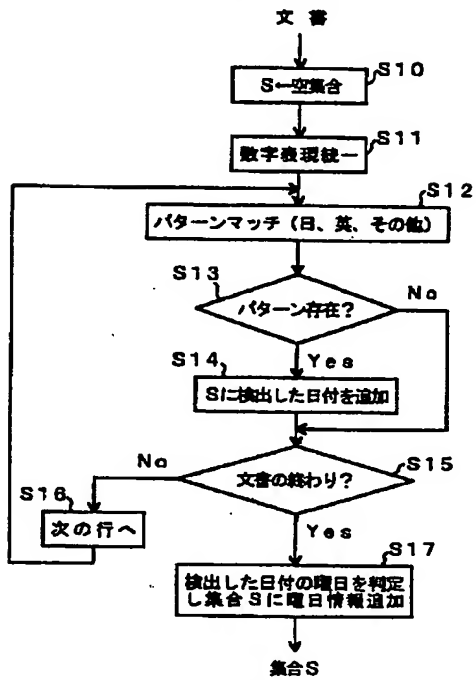 文書
S10
S←空集合
S11
数字表現統一
S12
パターンマッチ(日、英、その他)
S13
パターン存在?
No
Yes
S14
Sに検出した日付を追加
S15
文書の終わり?
No
Yes
S16
次の行へ
S17
検出した日付の曜日を判定
し集合Sに曜日情報追加
集合S